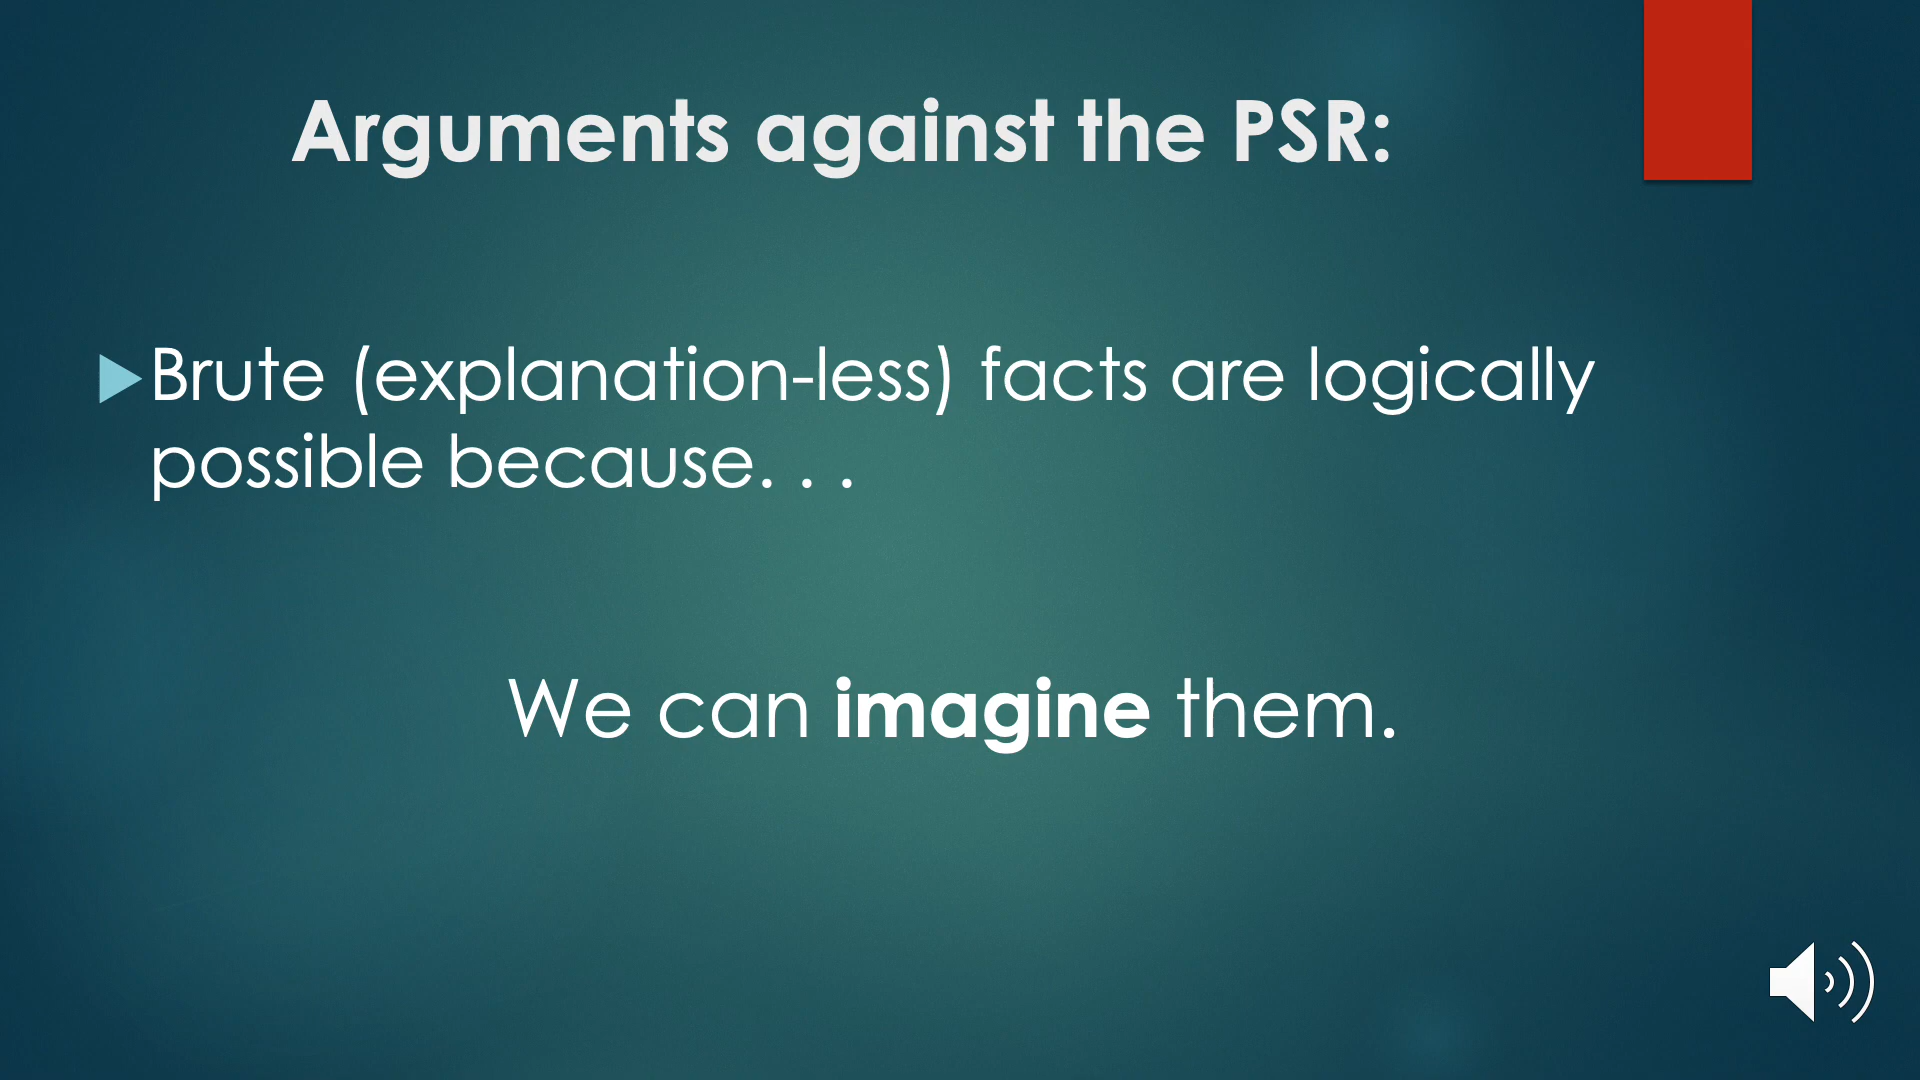 Arguments against the PSR:
Brute (explanation-less) facts are logically
possible because. . .
We can imagine them.